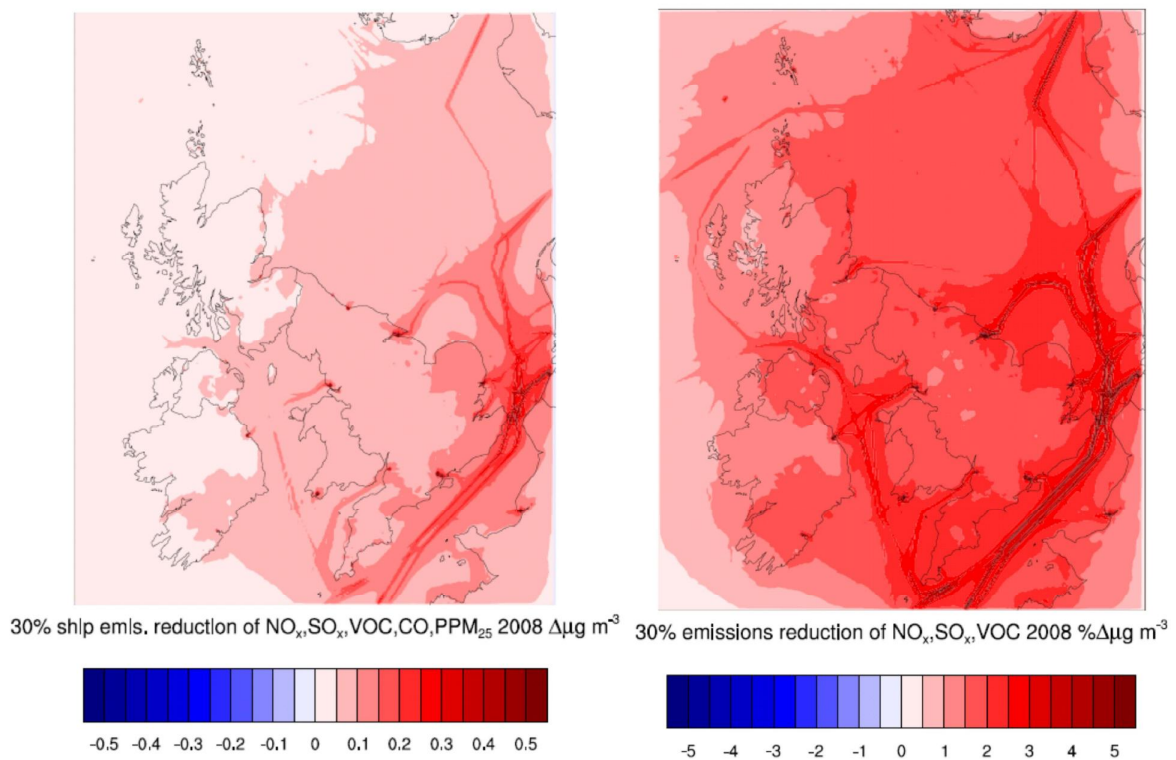 30% ship emis. reduction of NOₓ,SOₓ,VOC,CO,PPM₂₅ 2008 Δμg m⁻³
-0.5 -0.4 -0.3 -0.2 -0.1 0 0.1 0.2 0.3 0.4 0.5
30% emissions reduction of NOₓ,SOₓ,VOC 2008 %Δμg m⁻³
-5 -4 -3 -2 -1 0 1 2 3 4 5